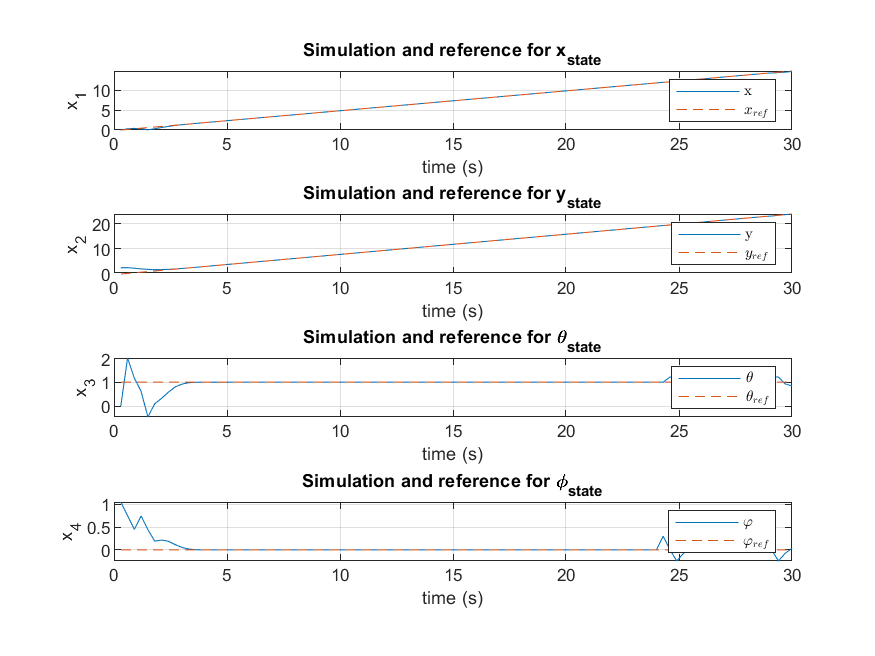 Simulation and reference for x_state
x_1
10
5
0
x
x_ref
0 5 10 15 20 25 30
time (s)
Simulation and reference for y_state
x_2
20
10
0
y
y_ref
0 5 10 15 20 25 30
time (s)
Simulation and reference for θ_state
x_3
2
1
0
θ
θ_ref
0 5 10 15 20 25 30
time (s)
Simulation and reference for ϕ_state
x_4
1
0.5
0
φ
φ_ref
0 5 10 15 20 25 30
time (s)